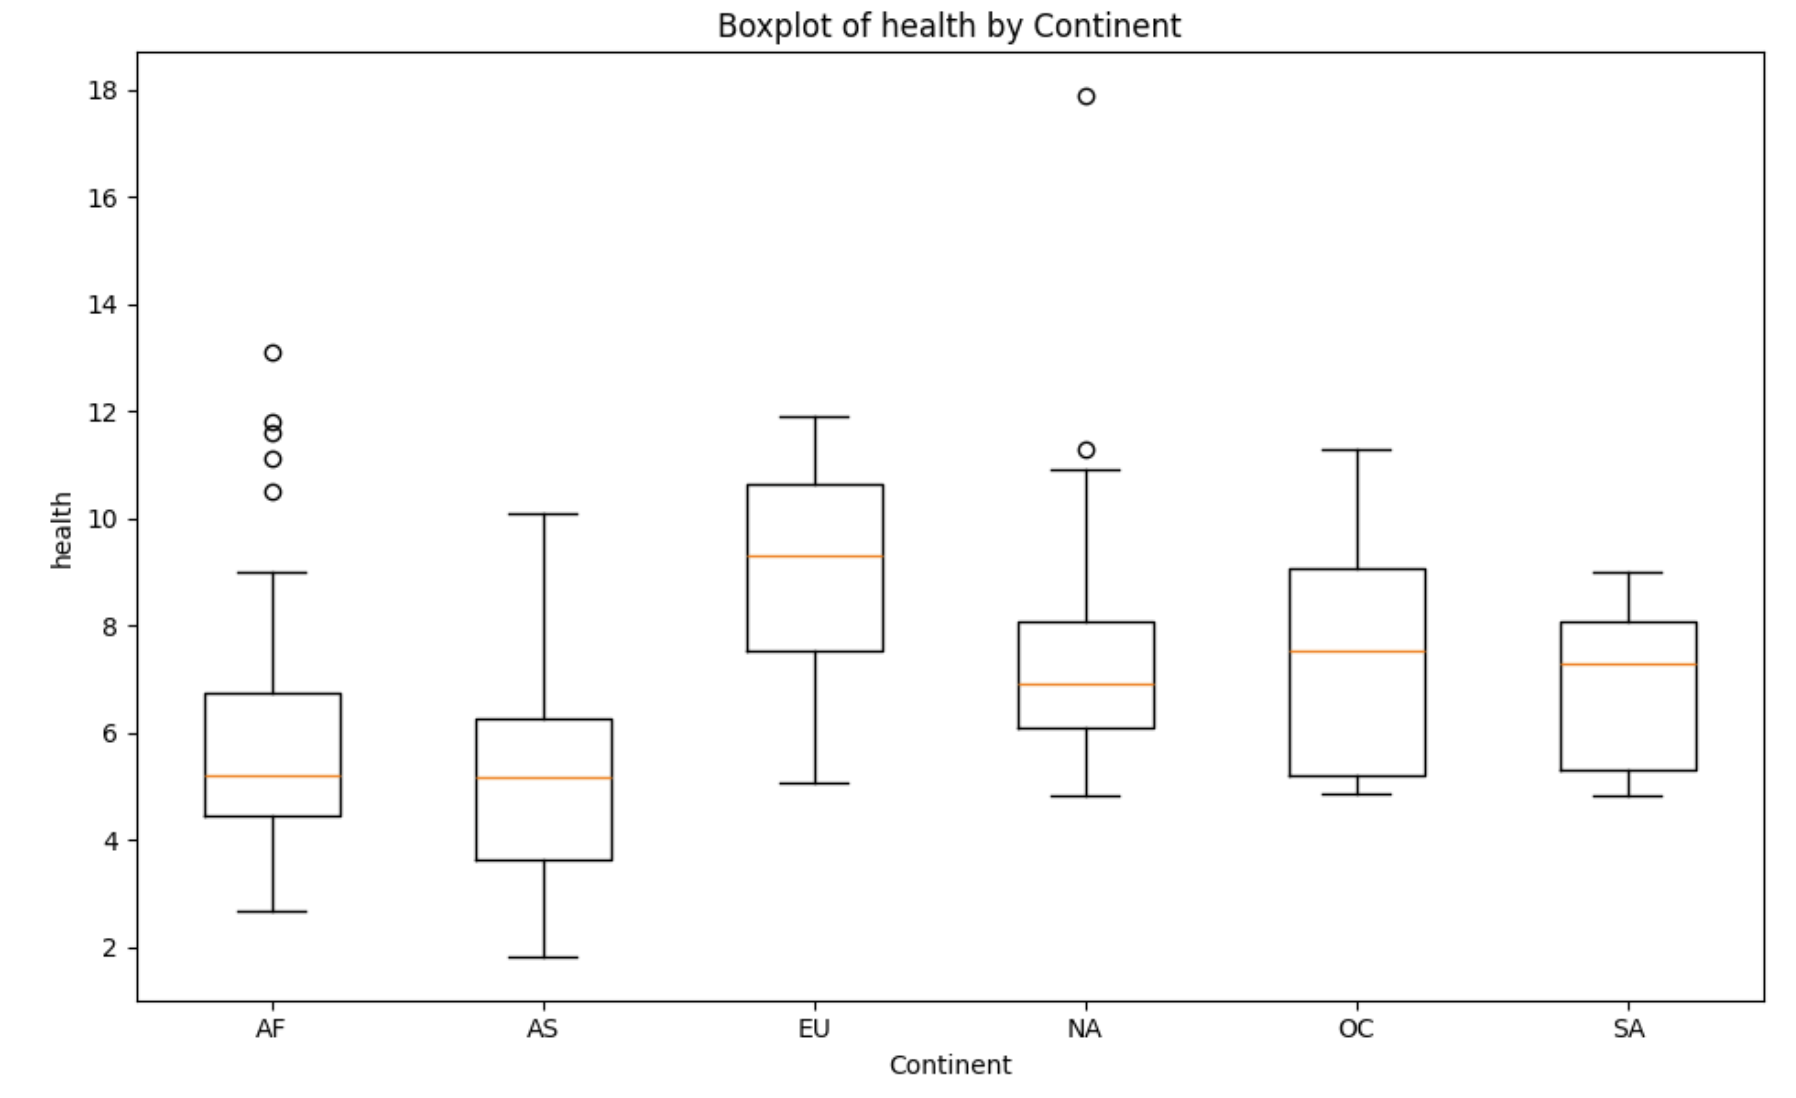 Boxplot of health by Continent
18
16
14
12
10
8
6
4
2
health
AF AS EU NA OC SA
Continent